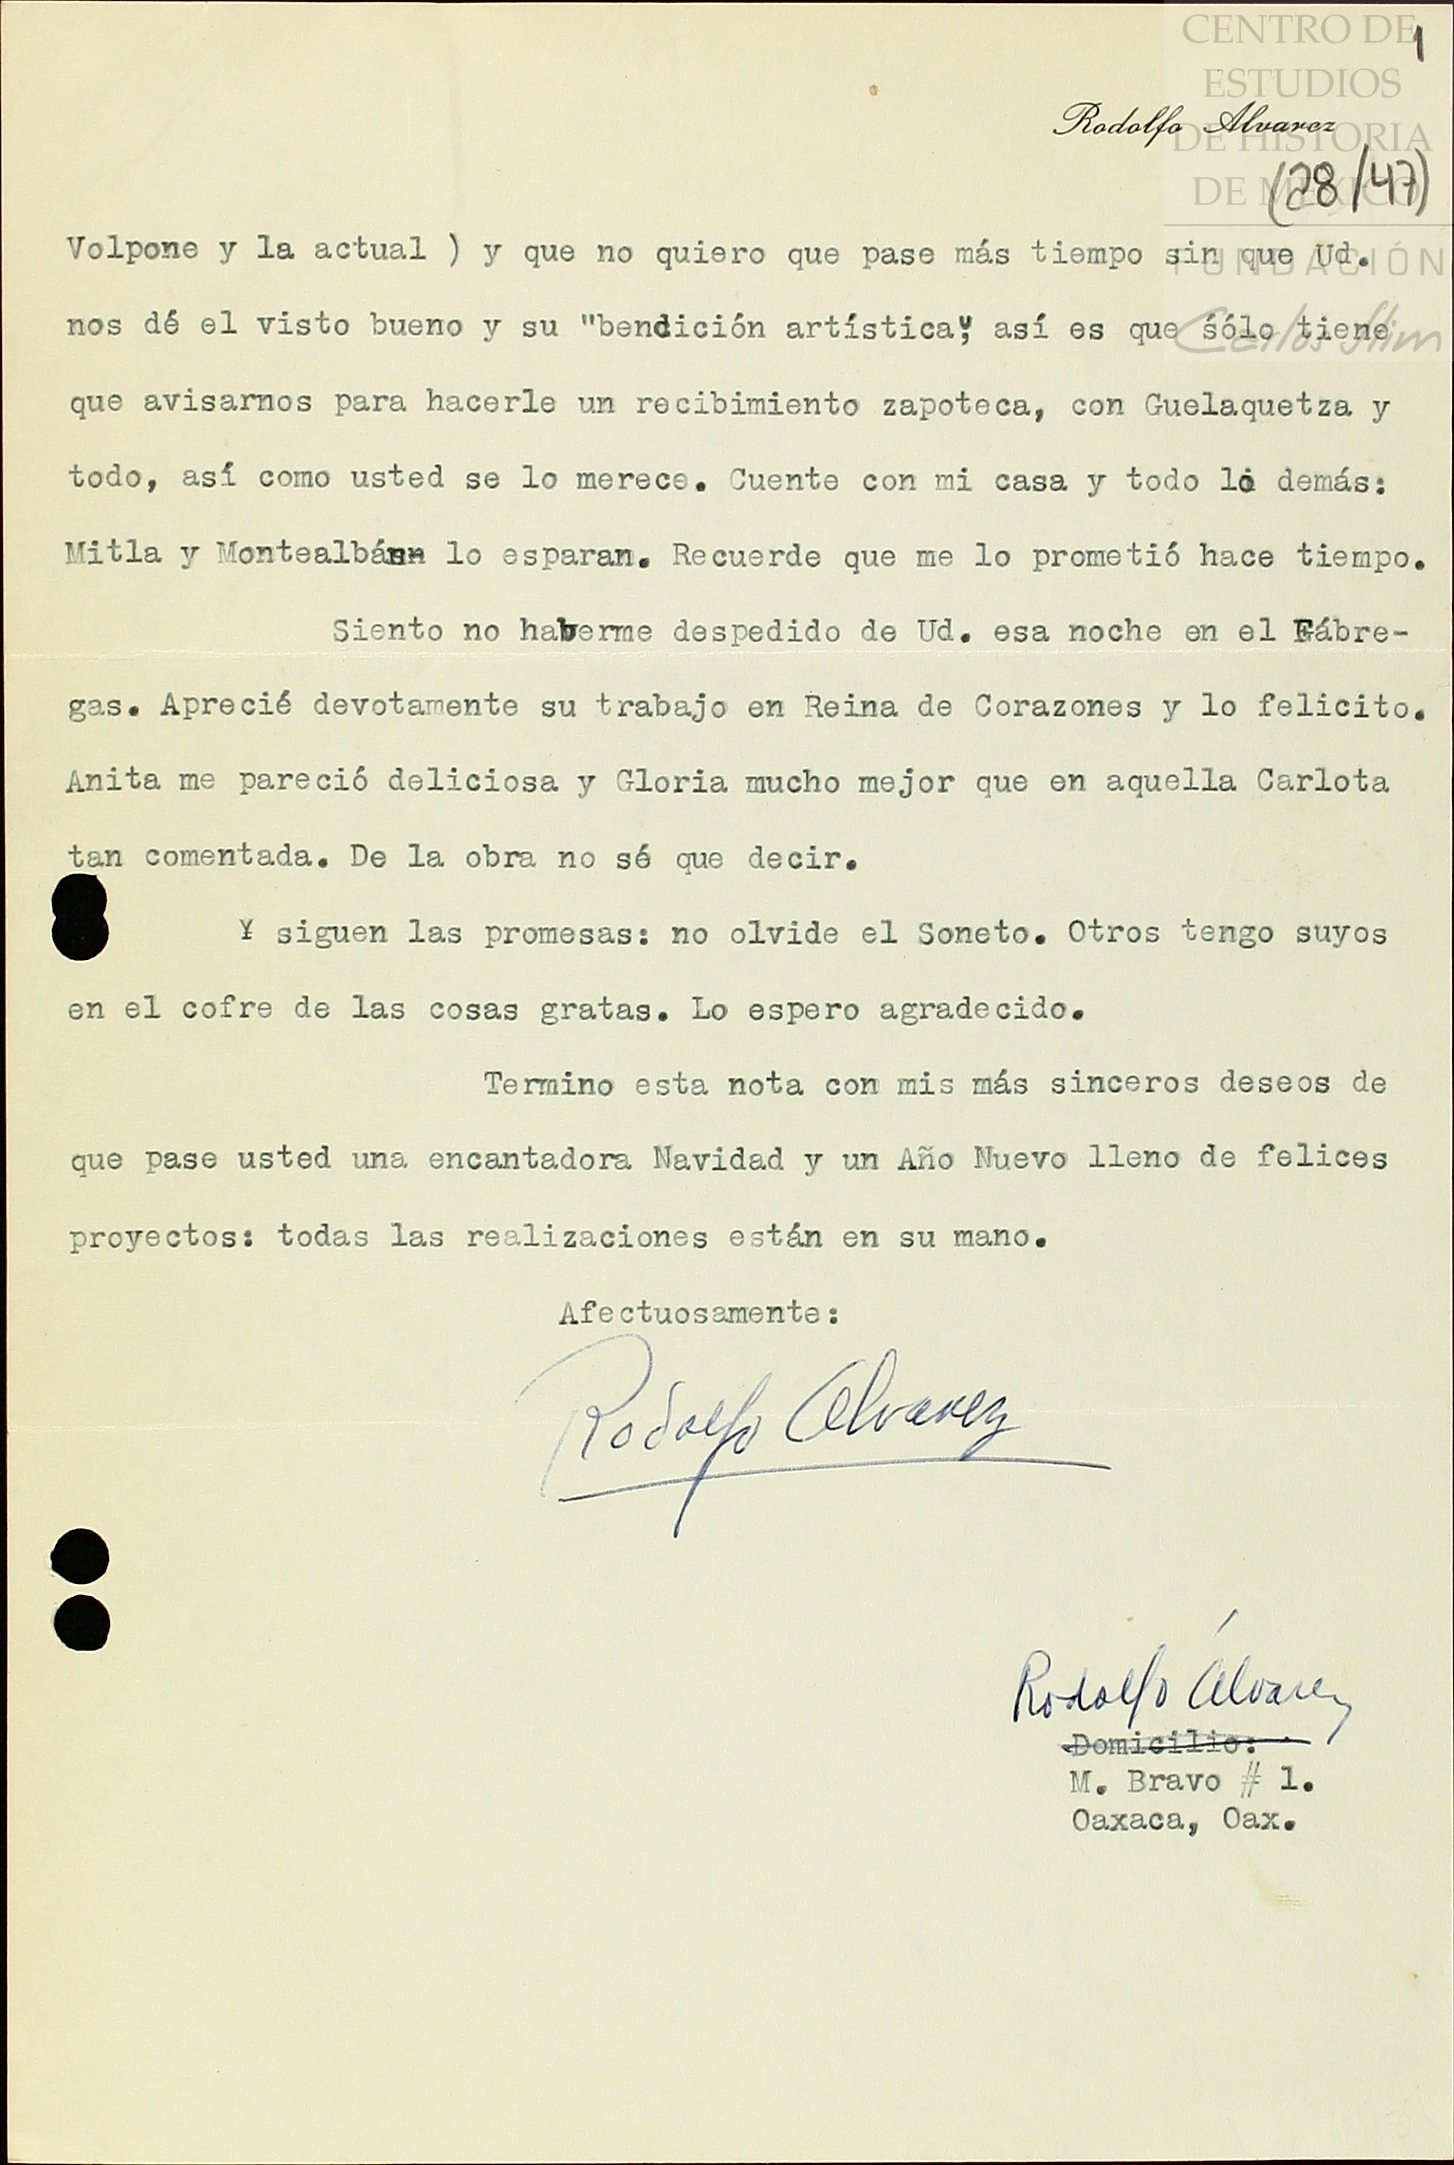 CENTRO DE
ESTUDIOS
DE HISTORIA
DE MÉXICO
FUNDACIÓN
Carlos Slim
1
Rodolfo Alvarez
(28/47)
Volpone y la actual ) y que no quiero que pase más tiempo sin que Ud.
nos dé el visto bueno y su "bendición artística", así es que sólo tiene
que avisarnos para hacerle un recibimiento zapoteca, con Guelaquetza y
todo, así como usted se lo merece. Cuente con mi casa y todo lo demás:
Mitla y Montealbán lo esparan. Recuerde que me lo prometió hace tiempo.
Siento no haberme despedido de Ud. esa noche en el Fábre-
gas. Aprecié devotamente su trabajo en Reina de Corazones y lo felicito.
Anita me pareció deliciosa y Gloria mucho mejor que en aquella Carlota
tan comentada. De la obra no sé que decir.
Y siguen las promesas: no olvide el Soneto. Otros tengo suyos
en el cofre de las cosas gratas. Lo espero agradecido.
Termino esta nota con mis más sinceros deseos de
que pase usted una encantadora Navidad y un Año Nuevo lleno de felices
proyectos: todas las realizaciones están en su mano.
Afectuosamente:
Rodolfo Alvarez
Rodolfo Álvarez
Domicilio:
M. Bravo # 1.
Oaxaca, Oax.